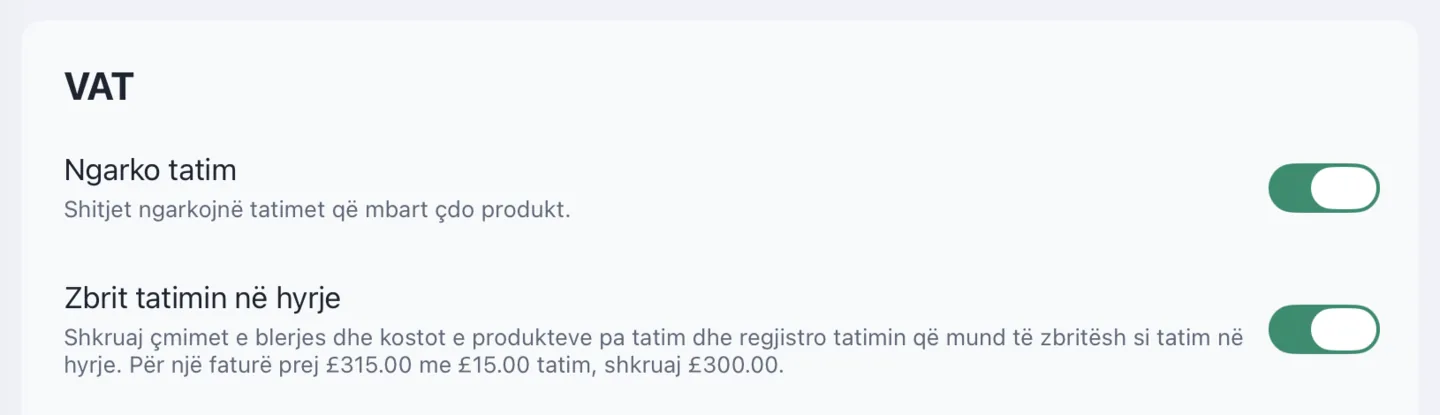 VAT
Ngarko tatim
Shitjet ngarkojnë tatimet që mbart çdo produkt.
Zbrit tatimin në hyrje
Shkruaj çmimet e blerjes dhe kostot e produkteve pa tatim dhe regjistro tatimin që mund të zbritësh si tatim në
hyrje. Për një faturë prej £315.00 me £15.00 tatim, shkruaj £300.00.